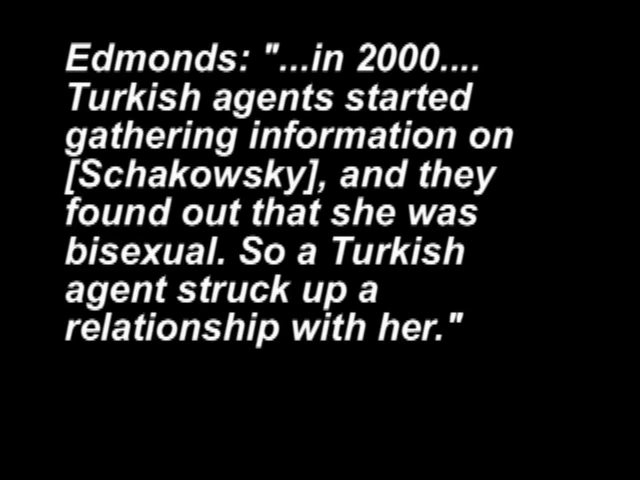 Edmonds: "...in 2000....
Turkish agents started
gathering information on
[Schakowsky], and they
found out that she was
bisexual. So a Turkish
agent struck up a
relationship with her."